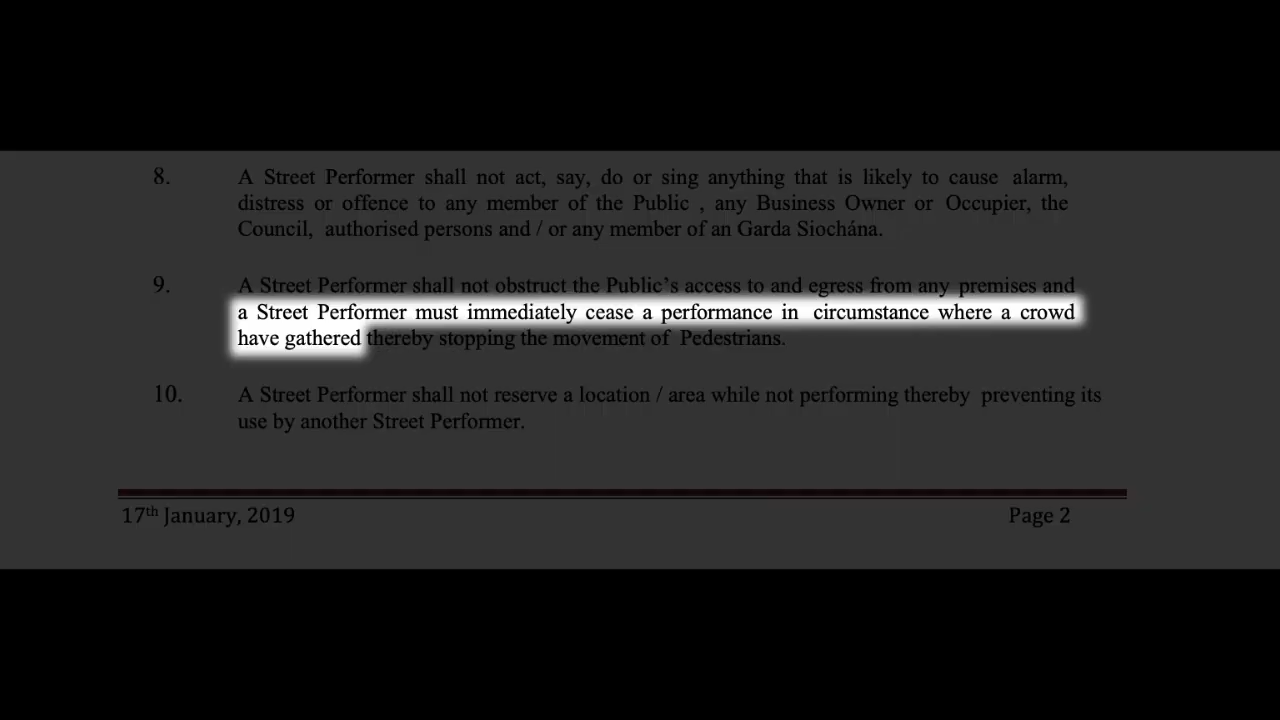 8. A Street Performer shall not act, say, do or sing anything that is likely to cause alarm,
distress or offence to any member of the Public , any Business Owner or Occupier, the
Council, authorised persons and / or any member of an Garda Siochána.
9. A Street Performer shall not obstruct the Public's access to and egress from any premises and
a Street Performer must immediately cease a performance in circumstance where a crowd
have gathered thereby stopping the movement of Pedestrians.
10. A Street Performer shall not reserve a location / area while not performing thereby preventing its
use by another Street Performer.
17th January, 2019 Page 2